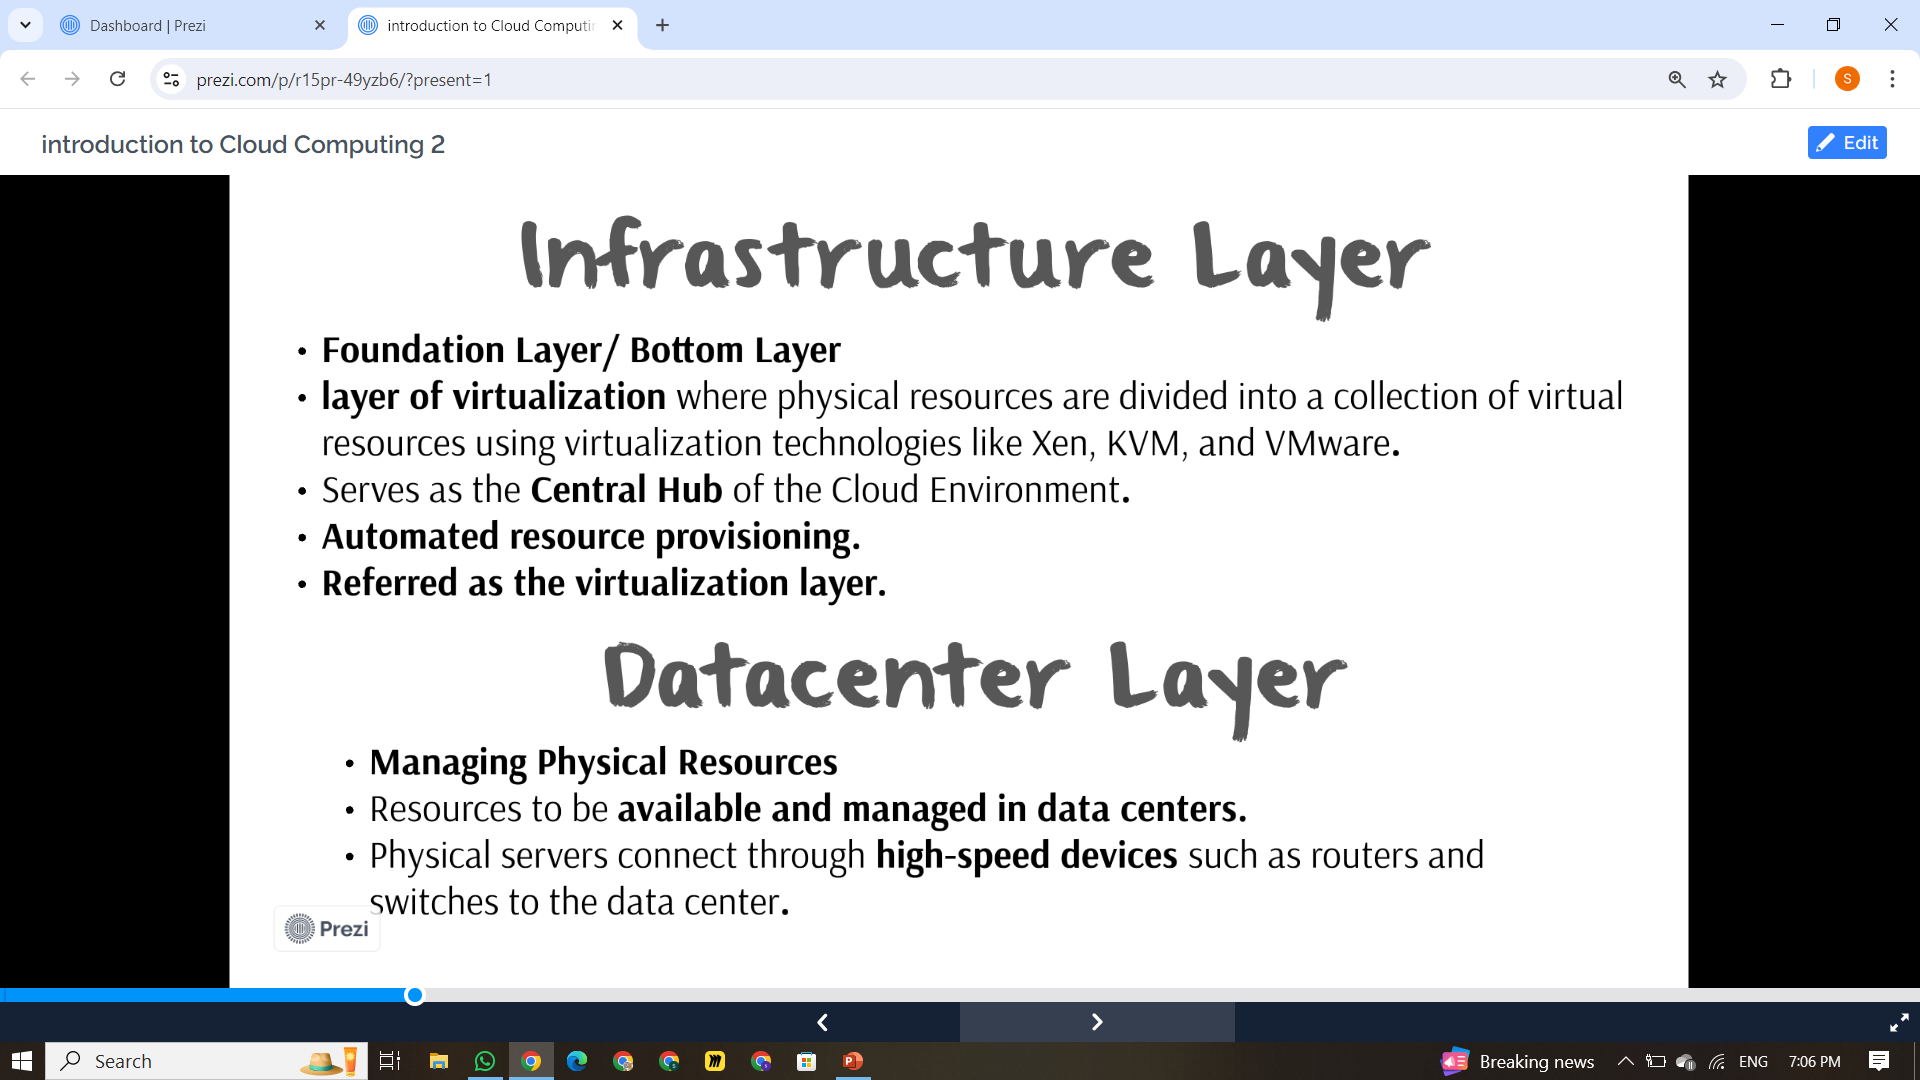 Dashboard | Prezi
introduction to Cloud Computin
prezi.com/p/r15pr-49yzb6/?present=1
S
introduction to Cloud Computing 2
Edit
Infrastructure Layer
• Foundation Layer/ Bottom Layer
• layer of virtualization where physical resources are divided into a collection of virtual
resources using virtualization technologies like Xen, KVM, and VMware.
• Serves as the Central Hub of the Cloud Environment.
• Automated resource provisioning.
• Referred as the virtualization layer.
Datacenter Layer
• Managing Physical Resources
• Resources to be available and managed in data centers.
• Physical servers connect through high-speed devices such as routers and
switches to the data center.
Prezi
Search
Breaking news
ENG
7:06 PM